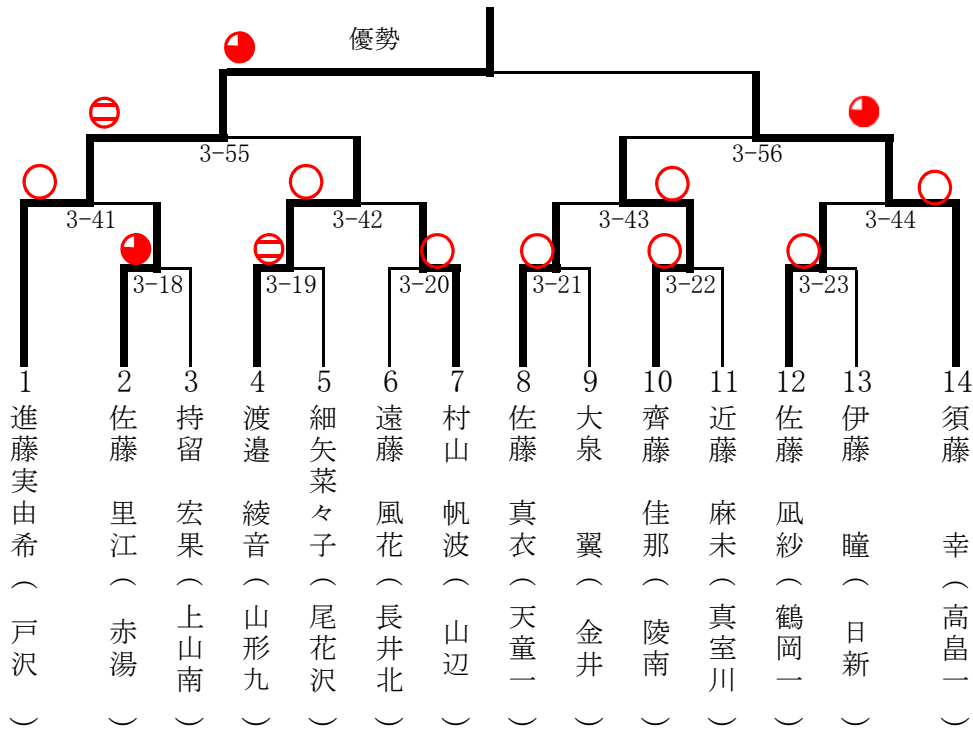 優勢
3-55
3-56
3-41
3-42
3-43
3-44
3-18
3-19
3-20
3-21
3-22
3-23
1
進藤実由希(戸沢)
2
佐藤 里江(赤湯)
3
持留 宏果(上山南)
4
渡邉 綾音(山形九)
5
細矢菜々子(尾花沢)
6
遠藤 風花(長井北)
7
村山 帆波(山辺)
8
佐藤 真衣(天童一)
9
大泉 翼(金井)
10
齊藤 佳那(陵南)
11
近藤 麻未(真室川)
12
佐藤 凪紗(鶴岡一)
13
伊藤 瞳(日新)
14
須藤 幸(高畠一)